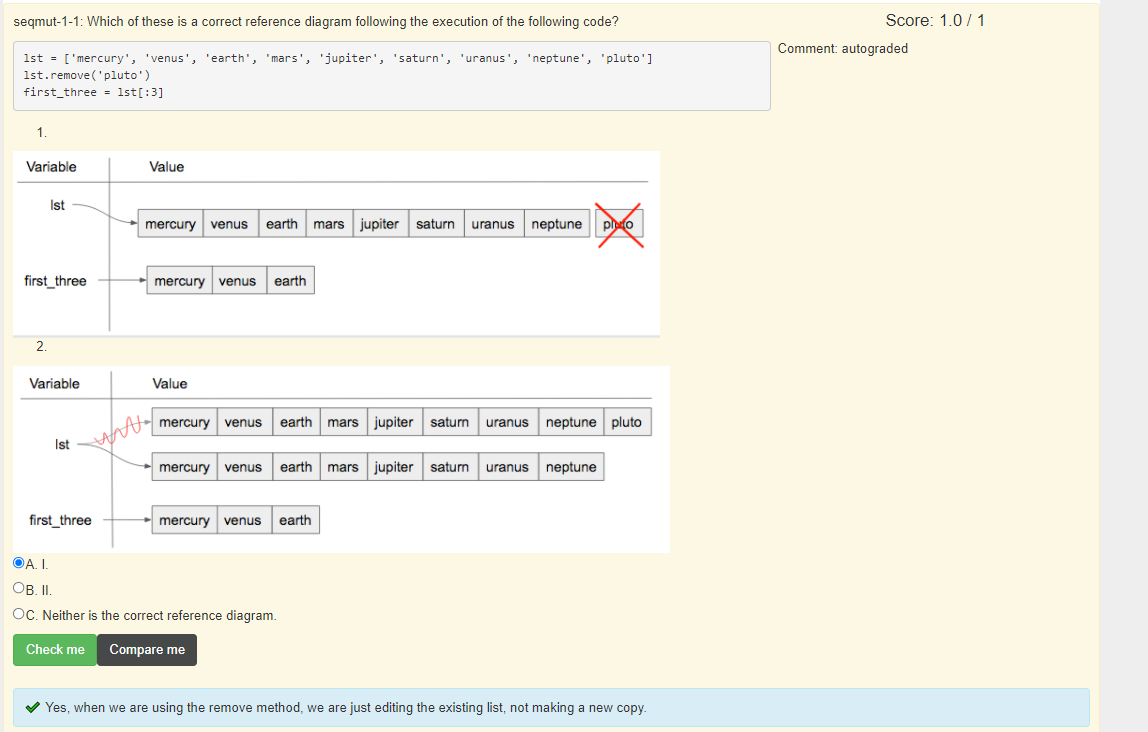 seqmut-1-1: Which of these is a correct reference diagram following the execution of the following code?
Score: 1.0 / 1
Comment: autograded
lst = ['mercury', 'venus', 'earth', 'mars', 'jupiter', 'saturn', 'uranus', 'neptune', 'pluto']
lst.remove('pluto')
first_three = lst[:3]
1.
Variable Value
lst
mercury venus earth mars jupiter saturn uranus neptune pluto
first_three mercury venus earth
2.
Variable Value
mercury venus earth mars jupiter saturn uranus neptune pluto
lst
mercury venus earth mars jupiter saturn uranus neptune
first_three mercury venus earth
A. I.
B. II.
C. Neither is the correct reference diagram.
Check me Compare me
Yes, when we are using the remove method, we are just editing the existing list, not making a new copy.